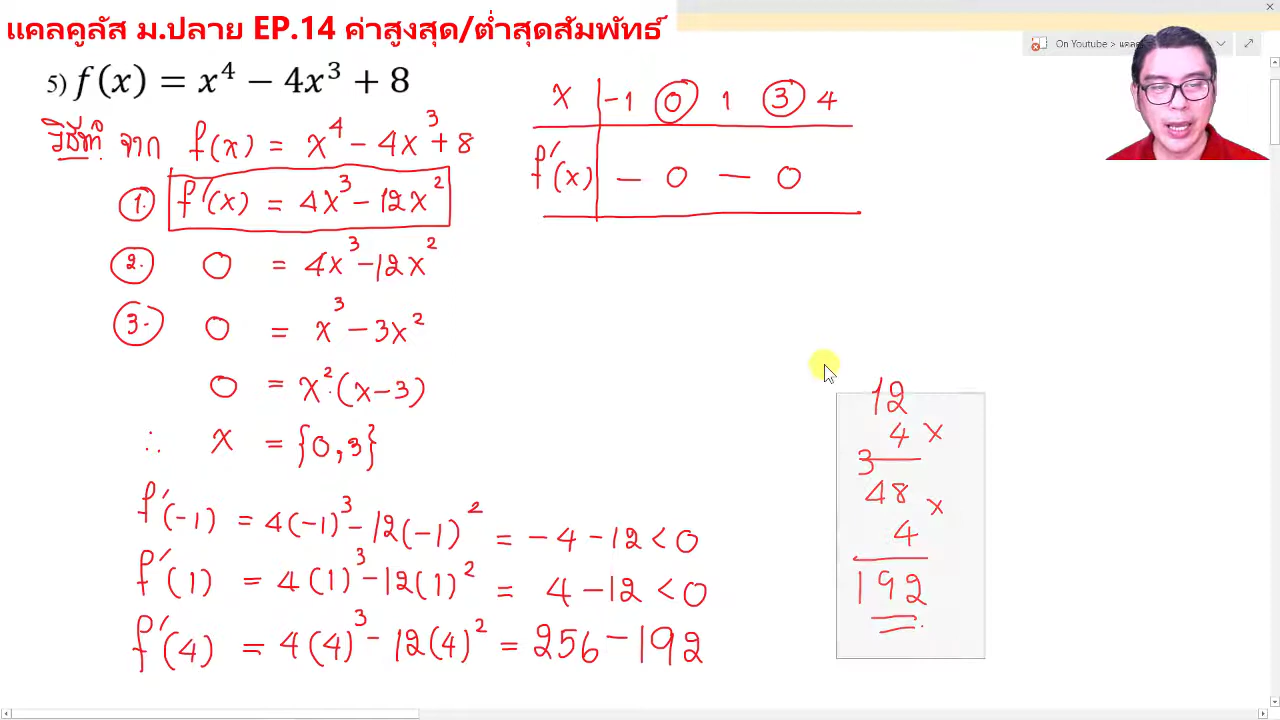 แคลคูลัส ม.ปลาย EP.14 ค่าสูงสุด/ต่ำสุดสัมพัทธ์
On Youtube > แคล
5) f(x) = x⁴ − 4x³ + 8
วิธีทำ จาก f(x) = x⁴ − 4x³ + 8
1. f′(x) = 4x³ − 12x²
2. 0 = 4x³ − 12x²
3. 0 = x³ − 3x²
0 = x²·(x − 3)
∴ x = {0, 3}
f′(−1) = 4(−1)³ − 12(−1)² = −4 − 12 < 0
f′(1) = 4(1)³ − 12(1)² = 4 − 12 < 0
f′(4) = 4(4)³ − 12(4)² = 256 − 192
x −1 0 1 3 4
f′(x) − 0 − 0
12
4 x
3
48
4 x
192